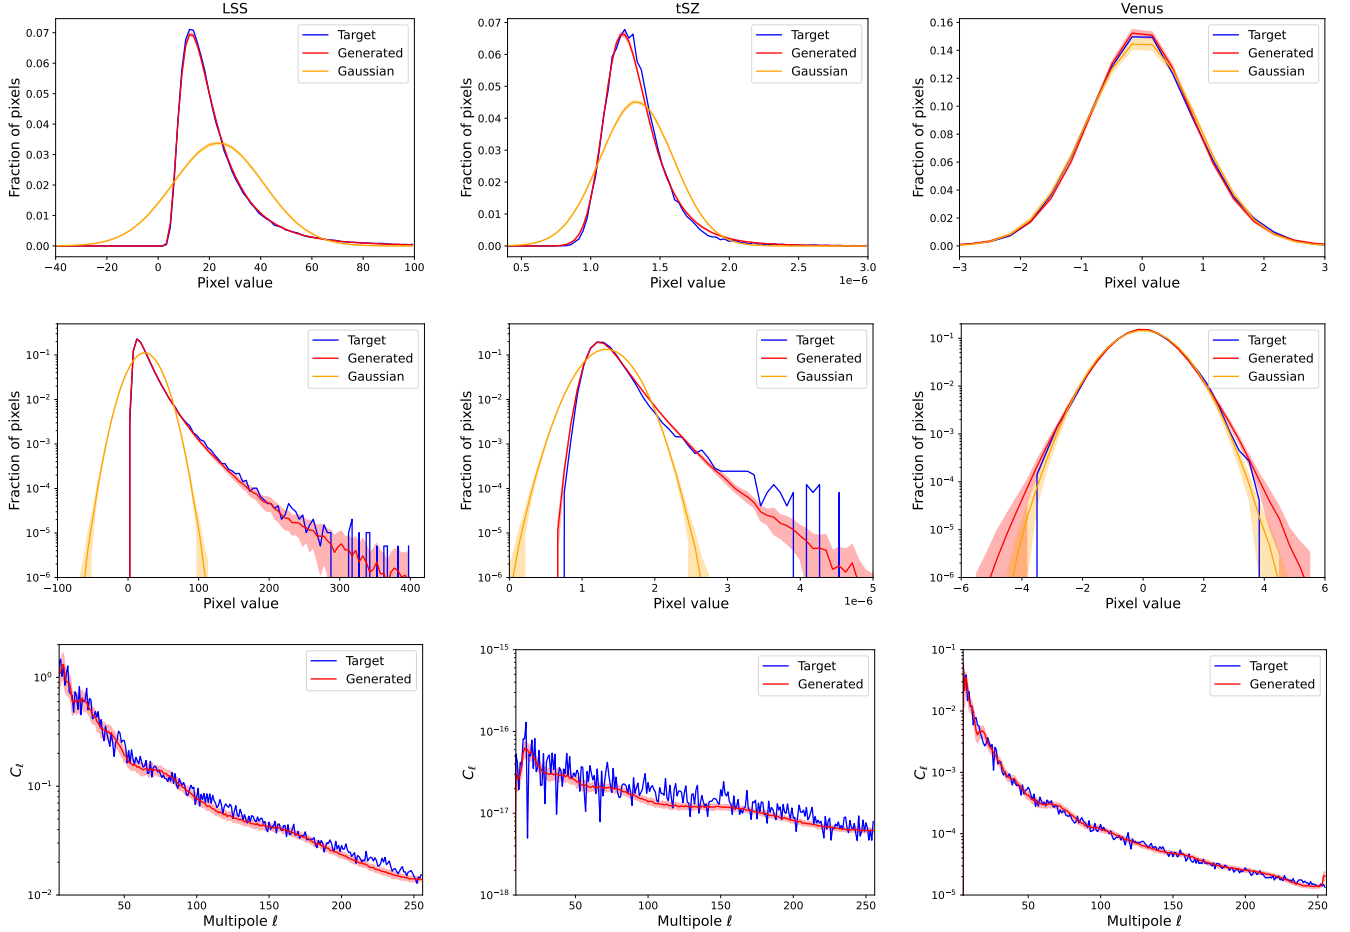 LSS
Fraction of pixels
0.07
0.06
0.05
0.04
0.03
0.02
0.01
0.00
Target
Generated
Gaussian
−40 −20 0 20 40 60 80 100
Pixel value
tSZ
Fraction of pixels
0.07
0.06
0.05
0.04
0.03
0.02
0.01
0.00
Target
Generated
Gaussian
0.5 1.0 1.5 2.0 2.5 3.0
1e−6
Pixel value
Venus
Fraction of pixels
0.16
0.14
0.12
0.10
0.08
0.06
0.04
0.02
0.00
Target
Generated
Gaussian
−3 −2 −1 0 1 2 3
Pixel value
Fraction of pixels
10⁻¹
10⁻²
10⁻³
10⁻⁴
10⁻⁵
10⁻⁶
Target
Generated
Gaussian
−100 0 100 200 300 400
Pixel value
Fraction of pixels
10⁻¹
10⁻²
10⁻³
10⁻⁴
10⁻⁵
10⁻⁶
Target
Generated
Gaussian
0 1 2 3 4 5
1e−6
Pixel value
Fraction of pixels
10⁻¹
10⁻²
10⁻³
10⁻⁴
10⁻⁵
10⁻⁶
Target
Generated
Gaussian
−6 −4 −2 0 2 4 6
Pixel value
Cℓ
10⁰
10⁻¹
10⁻²
Target
Generated
50 100 150 200 250
Multipole ℓ
Cℓ
10⁻¹⁵
10⁻¹⁶
10⁻¹⁷
10⁻¹⁸
Target
Generated
50 100 150 200 250
Multipole ℓ
Cℓ
10⁻¹
10⁻²
10⁻³
10⁻⁴
10⁻⁵
Target
Generated
50 100 150 200 250
Multipole ℓ